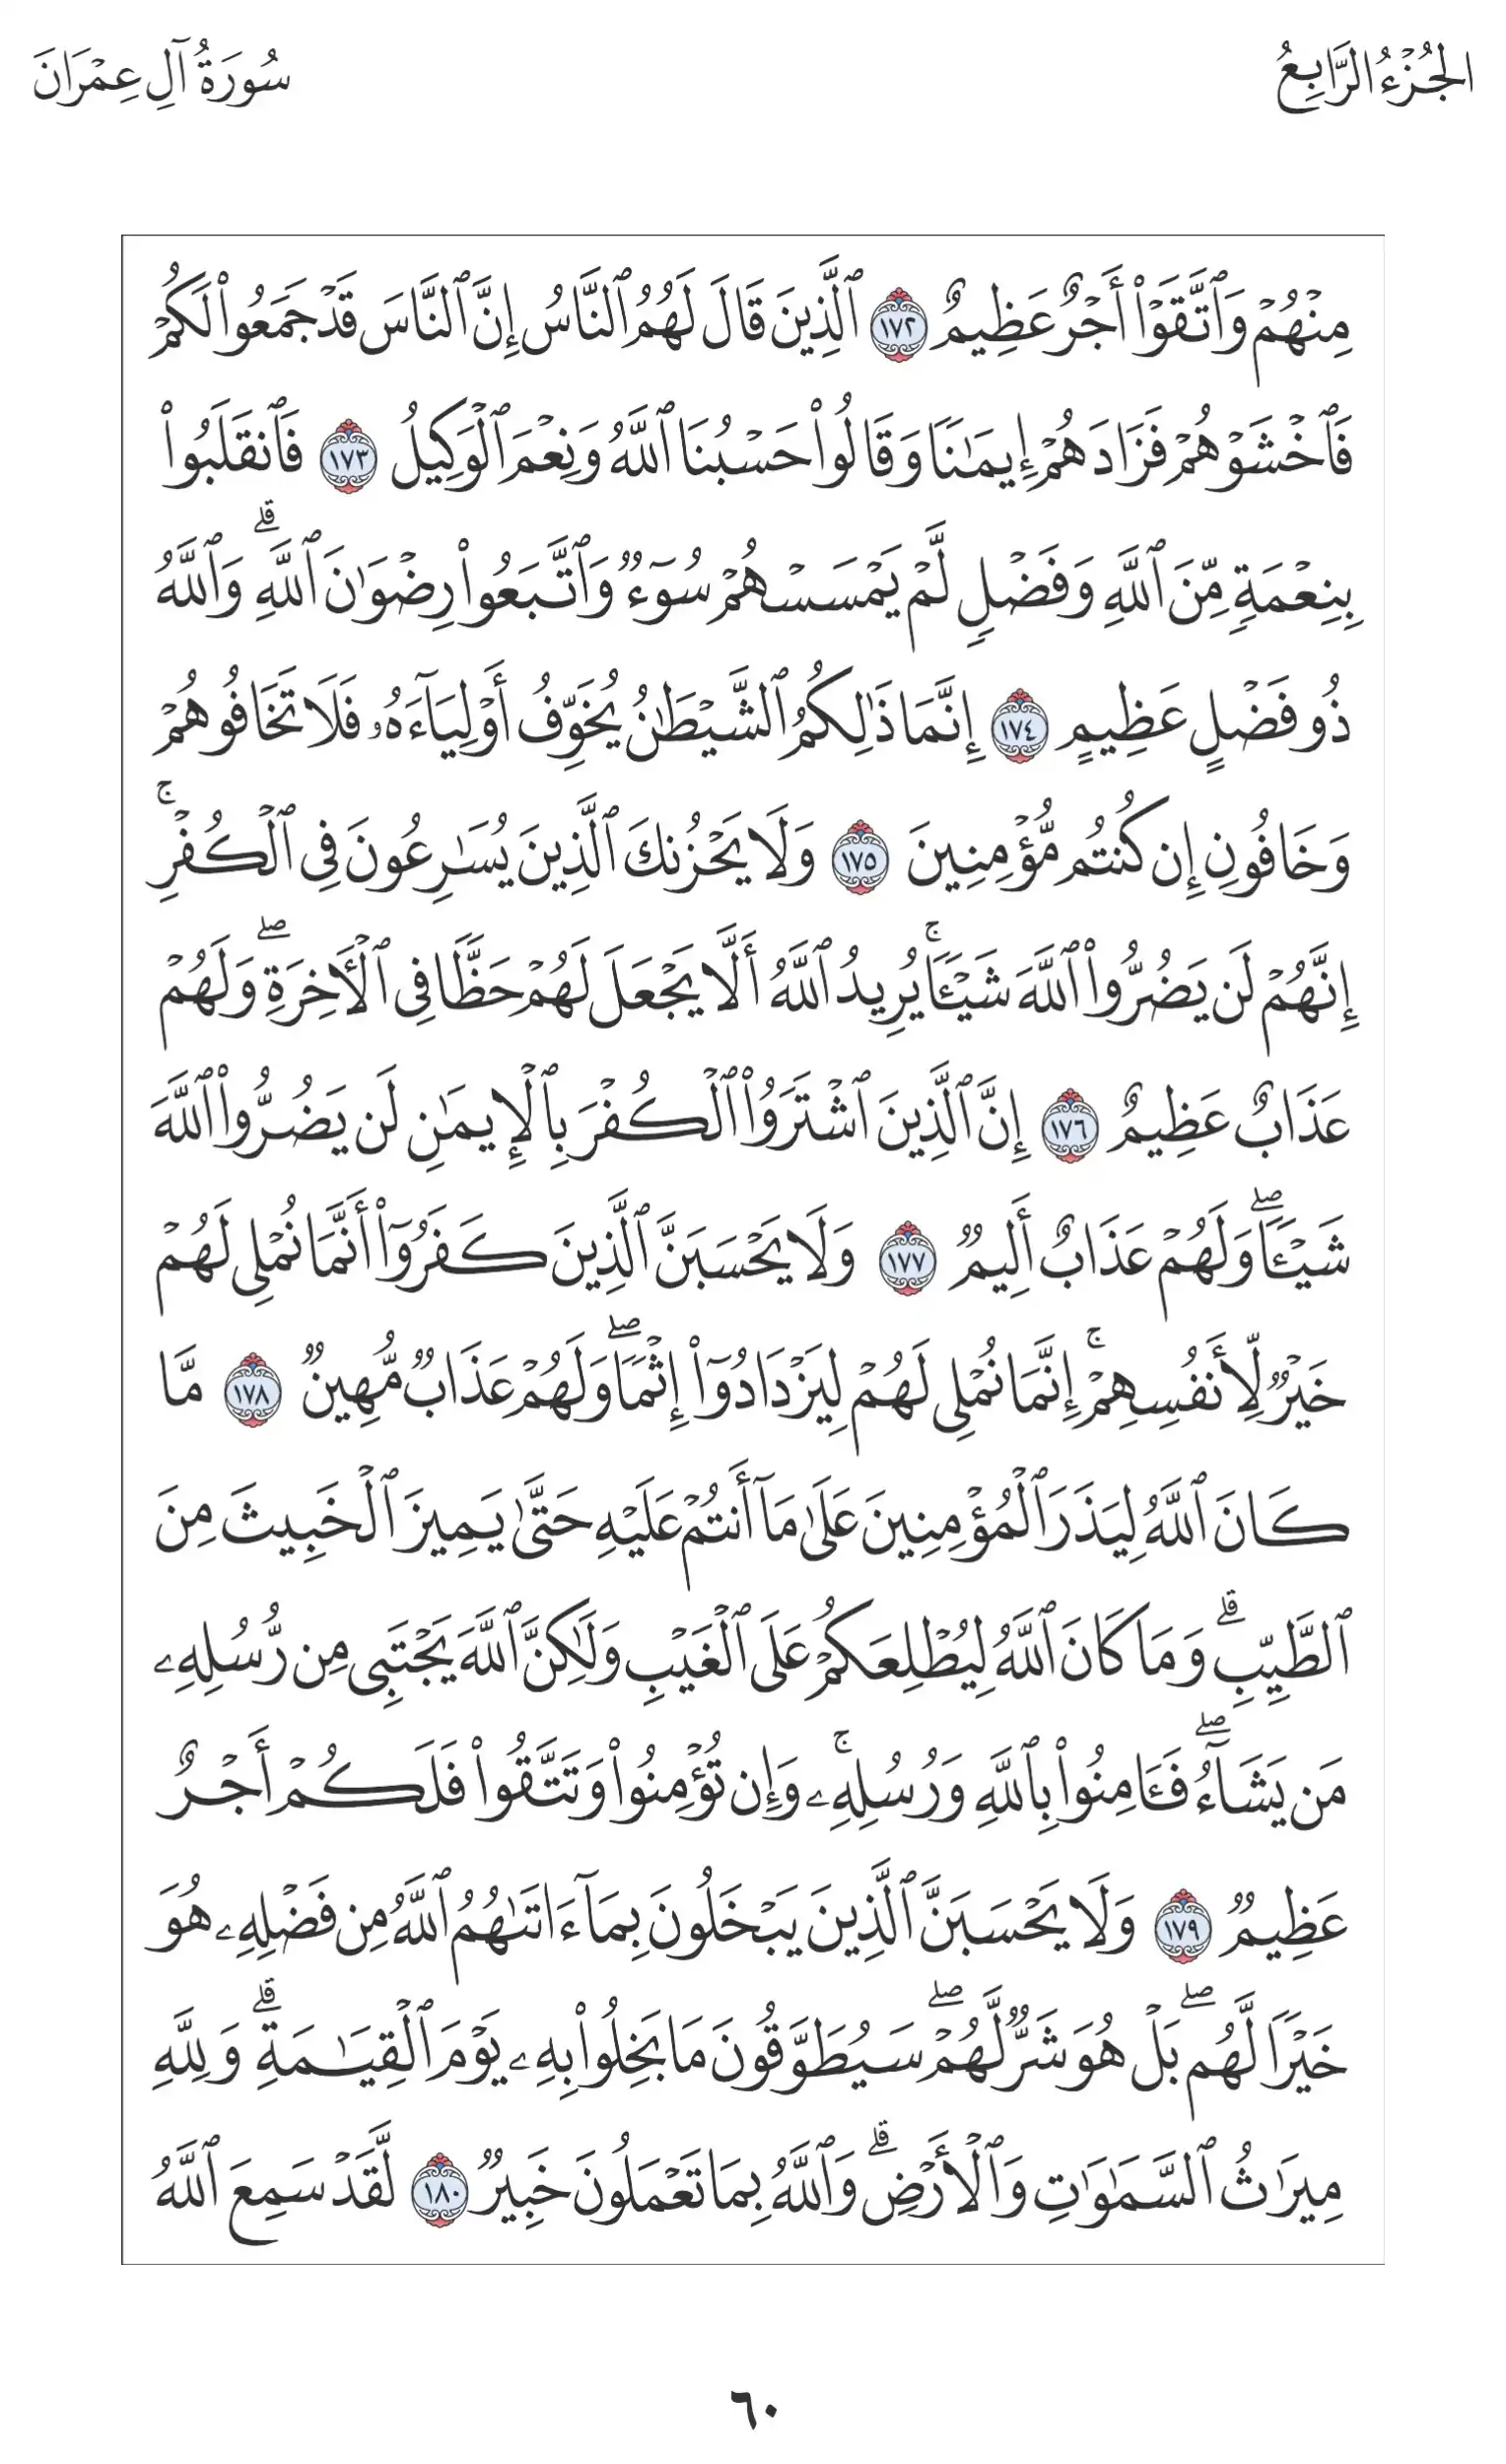 الجُزْءُ الرَّابِعُ
سُورَةُ آلِ عِمْرَانَ
مِنْهُمْ وَٱتَّقَوْا۟ أَجْرٌ عَظِيمٌ ١٧٢ ٱلَّذِينَ قَالَ لَهُمُ ٱلنَّاسُ إِنَّ ٱلنَّاسَ قَدْ جَمَعُوا۟ لَكُمْ
فَٱخْشَوْهُمْ فَزَادَهُمْ إِيمَـٰنًا وَقَالُوا۟ حَسْبُنَا ٱللَّهُ وَنِعْمَ ٱلْوَكِيلُ ١٧٣ فَٱنقَلَبُوا۟
بِنِعْمَةٍ مِّنَ ٱللَّهِ وَفَضْلٍ لَّمْ يَمْسَسْهُمْ سُوٓءٌ وَٱتَّبَعُوا۟ رِضْوَٰنَ ٱللَّهِ ۗ وَٱللَّهُ
ذُو فَضْلٍ عَظِيمٍ ١٧٤ إِنَّمَا ذَٰلِكُمُ ٱلشَّيْطَـٰنُ يُخَوِّفُ أَوْلِيَآءَهُۥ فَلَا تَخَافُوهُمْ
وَخَافُونِ إِن كُنتُم مُّؤْمِنِينَ ١٧٥ وَلَا يَحْزُنكَ ٱلَّذِينَ يُسَـٰرِعُونَ فِى ٱلْكُفْرِ ۚ
إِنَّهُمْ لَن يَضُرُّوا۟ ٱللَّهَ شَيْـًٔا ۚ يُرِيدُ ٱللَّهُ أَلَّا يَجْعَلَ لَهُمْ حَظًّا فِى ٱلْـَٔاخِرَةِ ۖ وَلَهُمْ
عَذَابٌ عَظِيمٌ ١٧٦ إِنَّ ٱلَّذِينَ ٱشْتَرَوُا۟ ٱلْكُفْرَ بِٱلْإِيمَـٰنِ لَن يَضُرُّوا۟ ٱللَّهَ
شَيْـًٔا ۖ وَلَهُمْ عَذَابٌ أَلِيمٌ ١٧٧ وَلَا يَحْسَبَنَّ ٱلَّذِينَ كَفَرُوٓا۟ أَنَّمَا نُمْلِى لَهُمْ
خَيْرٌ لِّأَنفُسِهِمْ ۚ إِنَّمَا نُمْلِى لَهُمْ لِيَزْدَادُوٓا۟ إِثْمًا ۖ وَلَهُمْ عَذَابٌ مُّهِينٌ ١٧٨ مَّا
كَانَ ٱللَّهُ لِيَذَرَ ٱلْمُؤْمِنِينَ عَلَىٰ مَآ أَنتُمْ عَلَيْهِ حَتَّىٰ يَمِيزَ ٱلْخَبِيثَ مِنَ
ٱلطَّيِّبِ ۗ وَمَا كَانَ ٱللَّهُ لِيُطْلِعَكُمْ عَلَى ٱلْغَيْبِ وَلَـٰكِنَّ ٱللَّهَ يَجْتَبِى مِن رُّسُلِهِۦ
مَن يَشَآءُ ۖ فَـَٔامِنُوا۟ بِٱللَّهِ وَرُسُلِهِۦ ۚ وَإِن تُؤْمِنُوا۟ وَتَتَّقُوا۟ فَلَكُمْ أَجْرٌ
عَظِيمٌ ١٧٩ وَلَا يَحْسَبَنَّ ٱلَّذِينَ يَبْخَلُونَ بِمَآ ءَاتَىٰهُمُ ٱللَّهُ مِن فَضْلِهِۦ هُوَ
خَيْرًا لَّهُم ۖ بَلْ هُوَ شَرٌّ لَّهُمْ ۖ سَيُطَوَّقُونَ مَا بَخِلُوا۟ بِهِۦ يَوْمَ ٱلْقِيَـٰمَةِ ۗ وَلِلَّهِ
مِيرَٰثُ ٱلسَّمَـٰوَٰتِ وَٱلْأَرْضِ ۗ وَٱللَّهُ بِمَا تَعْمَلُونَ خَبِيرٌ ١٨٠ لَّقَدْ سَمِعَ ٱللَّهُ
٦٠